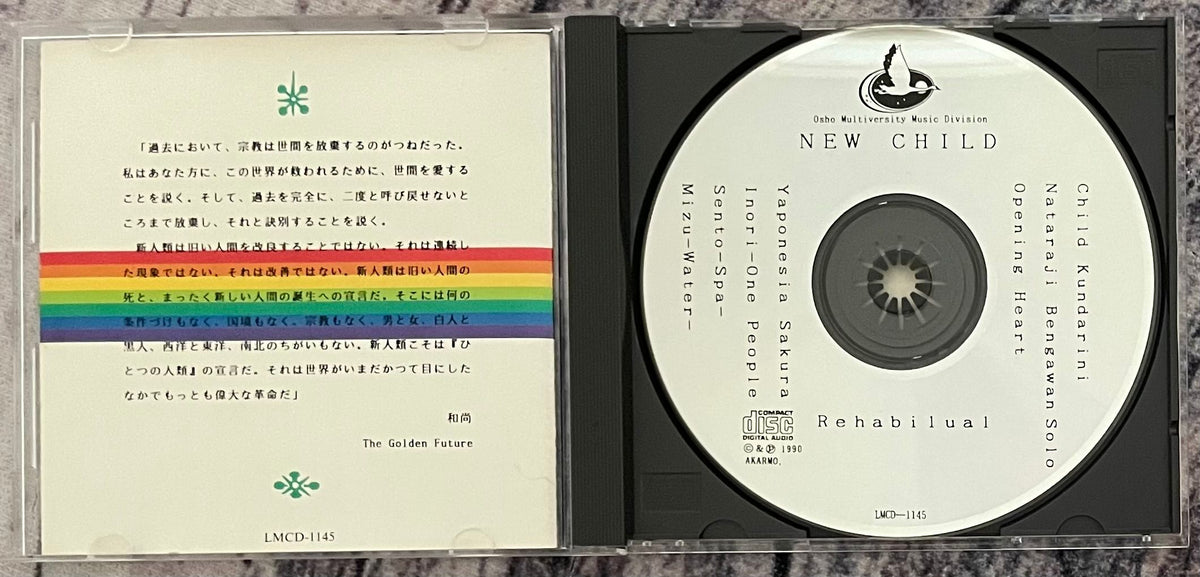 「過去において、宗教は世間を放棄するのがつねだった。
私はあなた方に、この世界が救われるために、世間を愛する
ことを説く。そして、過去を完全に、二度と呼び戻せないと
ころまで放棄し、それと訣別することを説く。
新人類は旧い人間を改良することではない。それは連続し
た現象ではない。それは改善ではない。新人類は旧い人間の
死と、まったく新しい人間の誕生への宣言だ。そこには何の
条件づけもなく、国境もなく、宗教もなく、男と女、白人と
黒人、西洋と東洋、南北のちがいもない。新人類こそは『ひ
とつの人類』の宣言だ。それは世界がいまだかつて目にした
なかでもっとも偉大な革命だ」
和尚
The Golden Future
LMCD-1145
Osho Multiversity Music Division
NEW CHILD
Child Kundarini
Nataraji Bengawan Solo
Opening Heart
Yaponesia Sakura
Inori-One People
Sento-Spa-
Mizu-Water-
Rehabilual
COMPACT
disc
DIGITAL AUDIO
©&℗ 1990
AKARMO,
LMCD-1145